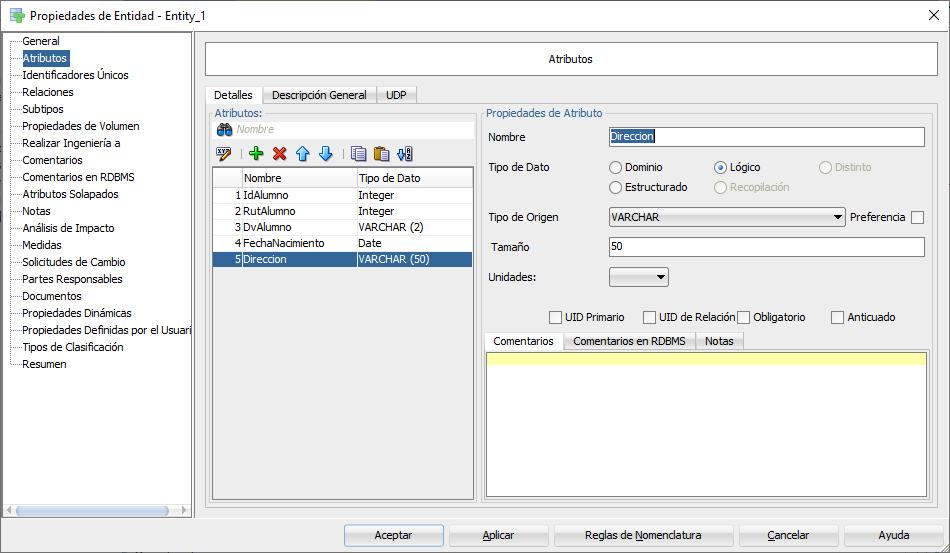 Propiedades de Entidad - Entity_1
General
Atributos
Identificadores Únicos
Relaciones
Subtipos
Propiedades de Volumen
Realizar Ingeniería a
Comentarios
Comentarios en RDBMS
Atributos Solapados
Notas
Análisis de Impacto
Medidas
Solicitudes de Cambio
Partes Responsables
Documentos
Propiedades Dinámicas
Propiedades Definidas por el Usuari
Tipos de Clasificación
Resumen
Atributos
Detalles Descripción General UDP
Atributos:
Nombre
Nombre Tipo de Dato
1 IdAlumno Integer
2 RutAlumno Integer
3 DvAlumno VARCHAR (2)
4 FechaNacimiento Date
5 Direccion VARCHAR (50)
Propiedades de Atributo
Nombre Direccion
Tipo de Dato Dominio Lógico Distinto
Estructurado Recopilación
Tipo de Origen VARCHAR Preferencia
Tamaño 50
Unidades:
UID Primario UID de Relación Obligatorio Anticuado
Comentarios Comentarios en RDBMS Notas
Aceptar Aplicar Reglas de Nomenclatura Cancelar Ayuda